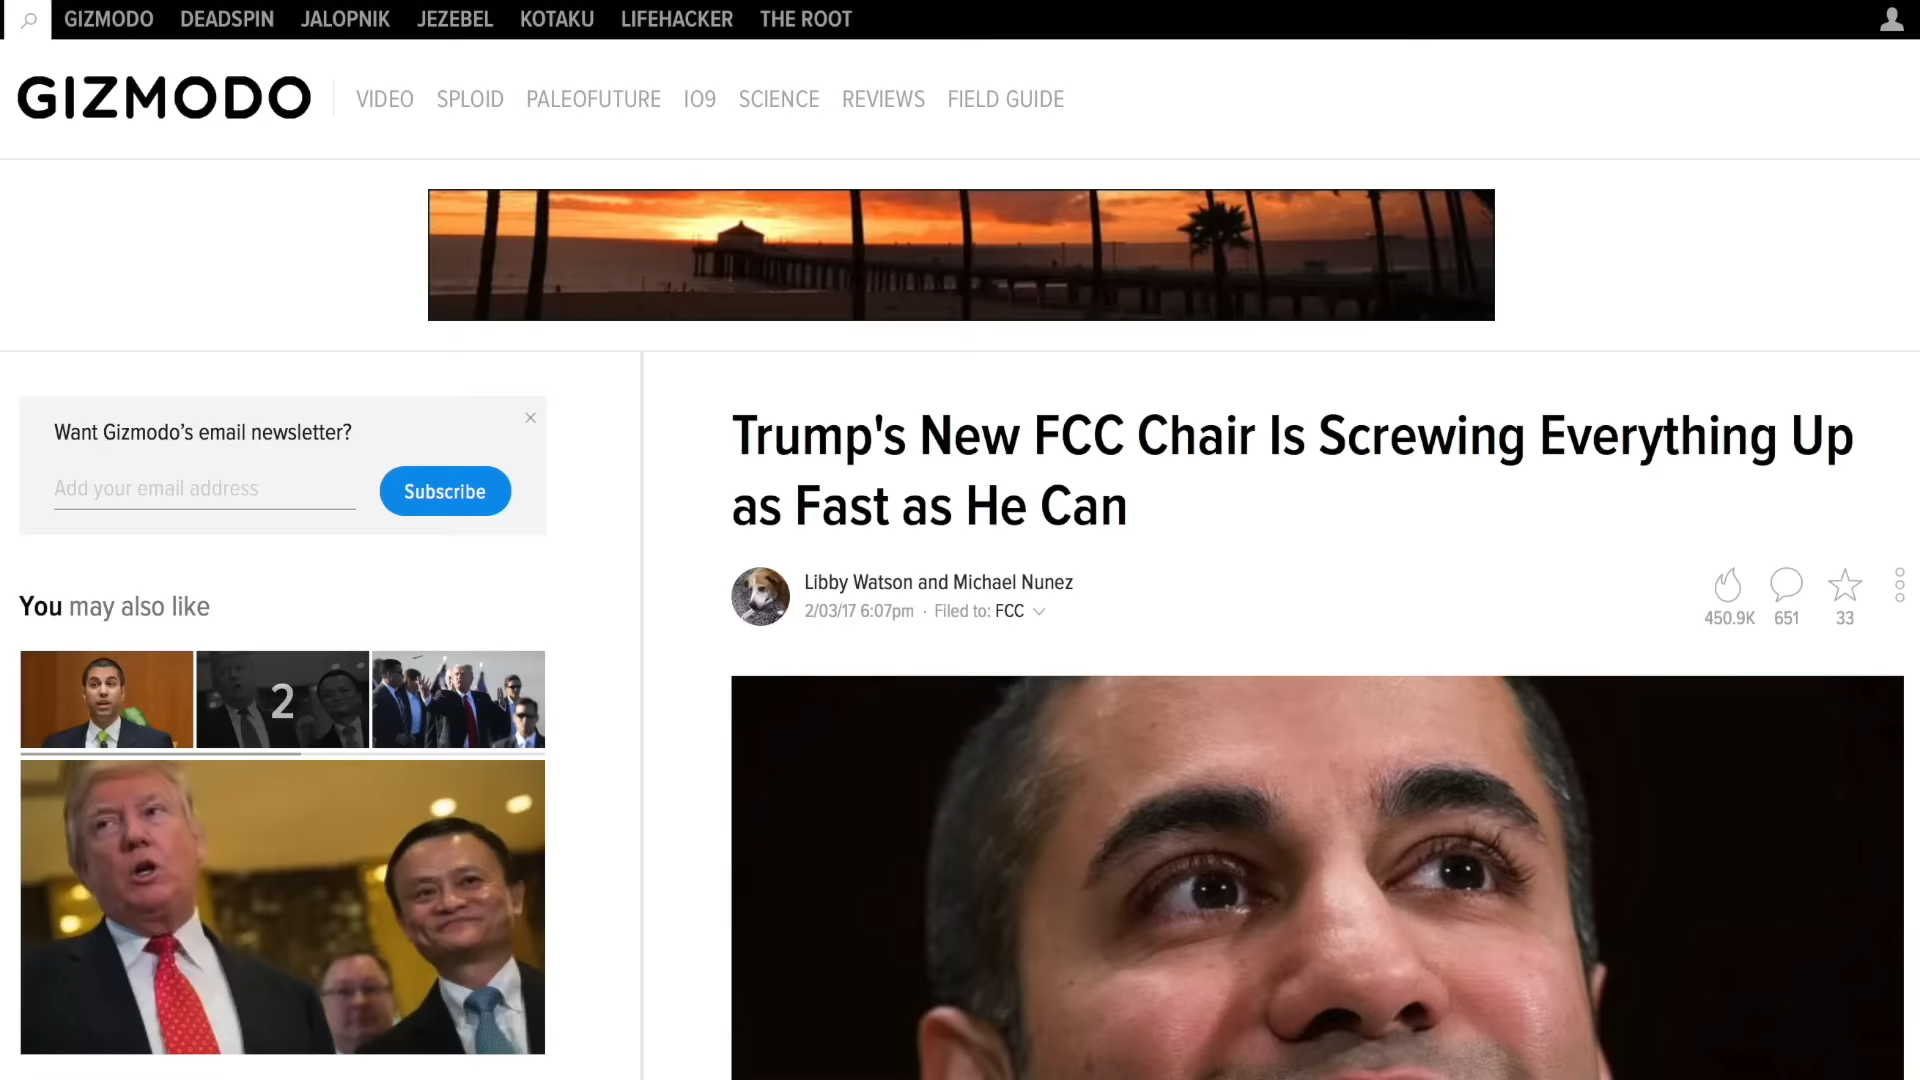 GIZMODO DEADSPIN JALOPNIK JEZEBEL KOTAKU LIFEHACKER THE ROOT
GIZMODO VIDEO SPLOID PALEOFUTURE IO9 SCIENCE REVIEWS FIELD GUIDE
Want Gizmodo’s email newsletter?
Add your email address Subscribe
You may also like
2
Trump's New FCC Chair Is Screwing Everything Up
as Fast as He Can
Libby Watson and Michael Nunez
2/03/17 6:07pm · Filed to: FCC
450.9K 651 33